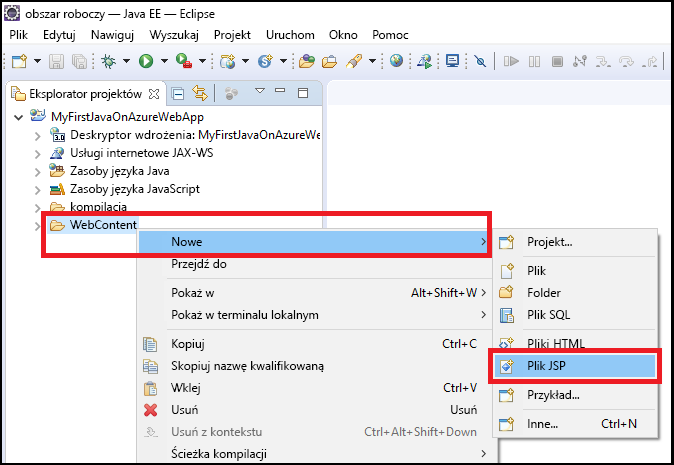 obszar roboczy — Java EE — Eclipse
Plik Edytuj Nawiguj Wyszukaj Projekt Uruchom Okno Pomoc
Eksplorator projektów
MyFirstJavaOnAzureWebApp
3.0 Deskryptor wdrożenia: MyFirstJavaOnAzureWe
Usługi internetowe JAX-WS
Zasoby języka Java
Zasoby języka JavaScript
kompilacja
WebContent
Nowe
Przejdź do
Pokaż w Alt+Shift+W
Pokaż w terminalu lokalnym
Kopiuj Ctrl+C
Skopiuj nazwę kwalifikowaną
Wklej Ctrl+V
Usuń Usuń
Usuń z kontekstu Ctrl+Alt+Shift+Down
Ścieżka kompilacji
Projekt...
Plik
Folder
Plik SQL
Pliki HTML
Plik JSP
Przykład...
Inne... Ctrl+N